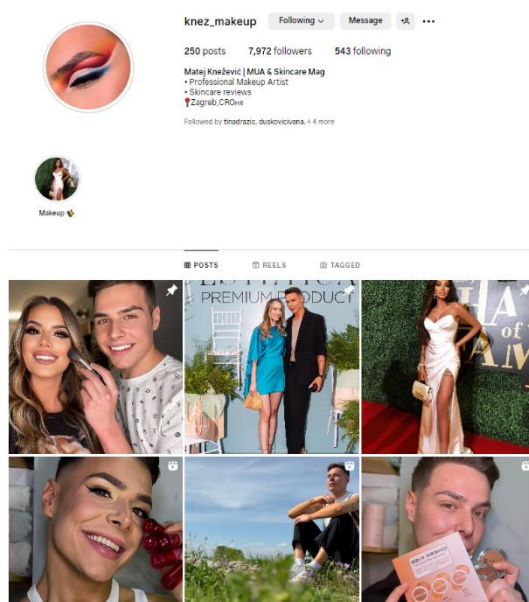 knez_makeup Following Message
250 posts 7,972 followers 543 following
Matej Knežević | MUA & Skincare Mag
• Professional Makeup Artist
• Skincare reviews
📍Zagreb,CRO🇭🇷
Followed by tinadrazic, duskovicivana, + 4 more
Makeup
POSTS REELS TAGGED
PREMIUM PRODUCT
of